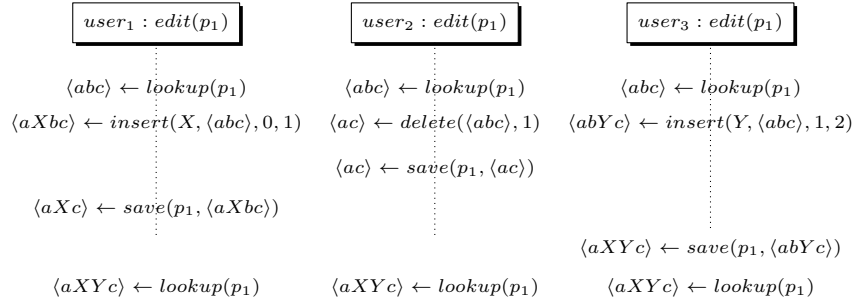 user₁ : edit(p₁)
user₂ : edit(p₁)
user₃ : edit(p₁)
⟨abc⟩ ← lookup(p₁)
⟨abc⟩ ← lookup(p₁)
⟨abc⟩ ← lookup(p₁)
⟨aXbc⟩ ← insert(X, ⟨abc⟩, 0, 1)
⟨ac⟩ ← delete(⟨abc⟩, 1)
⟨abYc⟩ ← insert(Y, ⟨abc⟩, 1, 2)
⟨ac⟩ ← save(p₁, ⟨ac⟩)
⟨aXc⟩ ← save(p₁, ⟨aXbc⟩)
⟨aXYc⟩ ← save(p₁, ⟨abYc⟩)
⟨aXYc⟩ ← lookup(p₁)
⟨aXYc⟩ ← lookup(p₁)
⟨aXYc⟩ ← lookup(p₁)